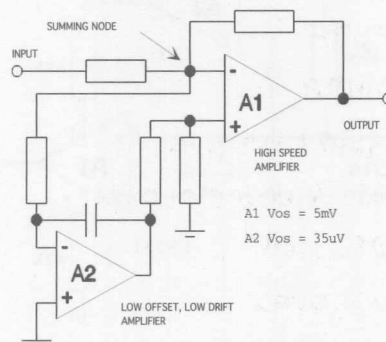 SUMMING NODE
INPUT
-
A1
+
OUTPUT
HIGH SPEED
AMPLIFIER
A1 Vos = 5mV
A2 Vos = 35uV
-
A2
+
LOW OFFSET, LOW DRIFT
AMPLIFIER